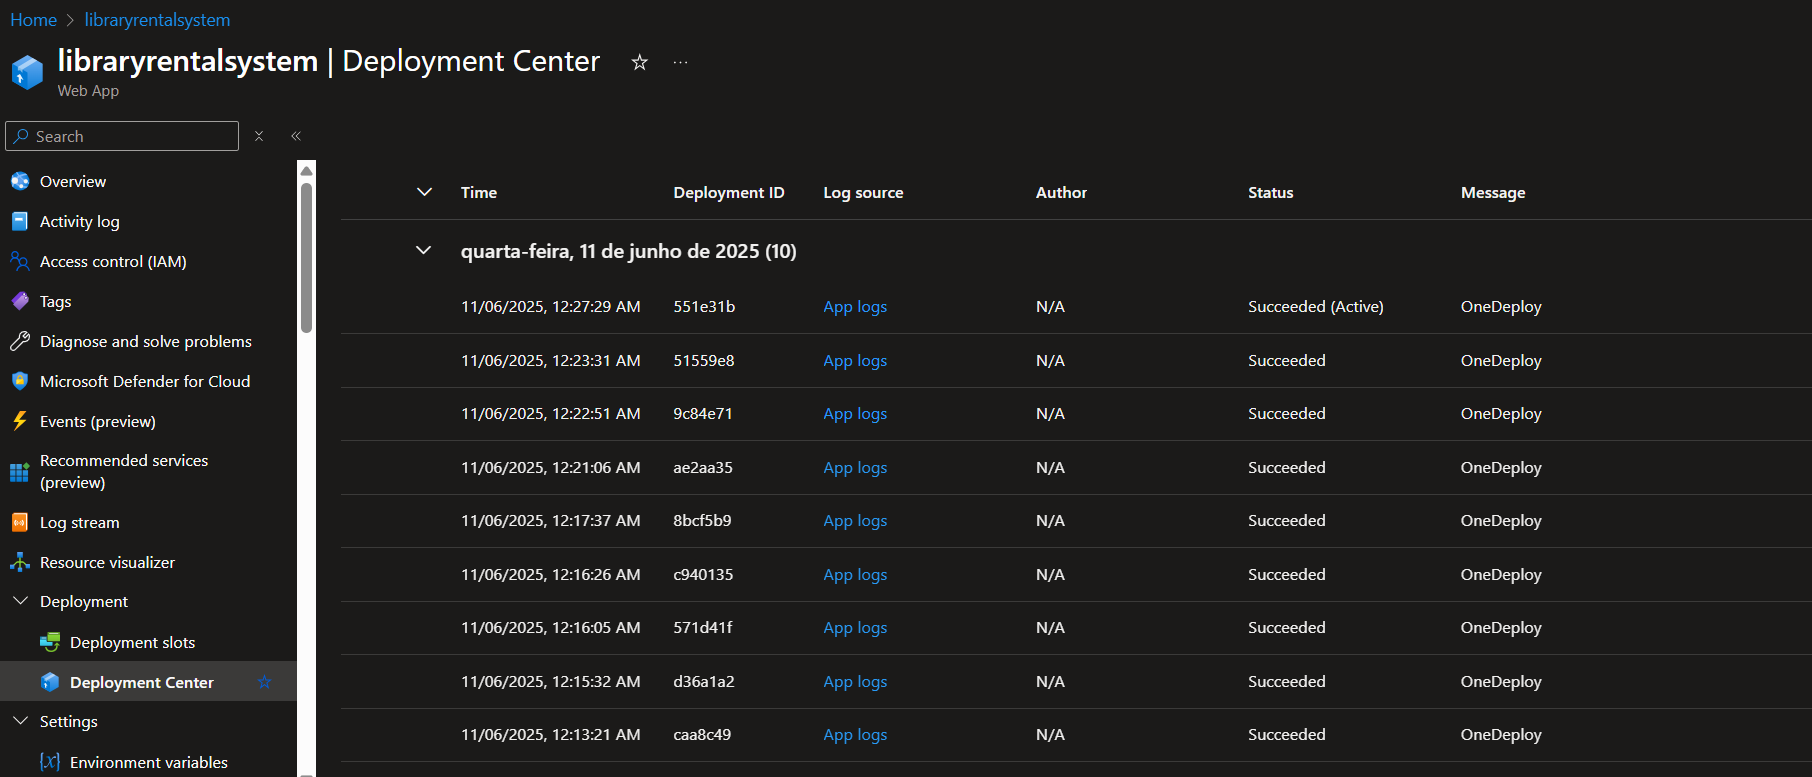 Home > libraryrentalsystem
libraryrentalsystem | Deployment Center
Web App
Search
Overview
Activity log
Access control (IAM)
Tags
Diagnose and solve problems
Microsoft Defender for Cloud
Events (preview)
Recommended services
(preview)
Log stream
Resource visualizer
Deployment
Deployment slots
Deployment Center
Settings
Environment variables
Time Deployment ID Log source Author Status Message
quarta-feira, 11 de junho de 2025 (10)
11/06/2025, 12:27:29 AM 551e31b App logs N/A Succeeded (Active) OneDeploy
11/06/2025, 12:23:31 AM 51559e8 App logs N/A Succeeded OneDeploy
11/06/2025, 12:22:51 AM 9c84e71 App logs N/A Succeeded OneDeploy
11/06/2025, 12:21:06 AM ae2aa35 App logs N/A Succeeded OneDeploy
11/06/2025, 12:17:37 AM 8bcf5b9 App logs N/A Succeeded OneDeploy
11/06/2025, 12:16:26 AM c940135 App logs N/A Succeeded OneDeploy
11/06/2025, 12:16:05 AM 571d41f App logs N/A Succeeded OneDeploy
11/06/2025, 12:15:32 AM d36a1a2 App logs N/A Succeeded OneDeploy
11/06/2025, 12:13:21 AM caa8c49 App logs N/A Succeeded OneDeploy